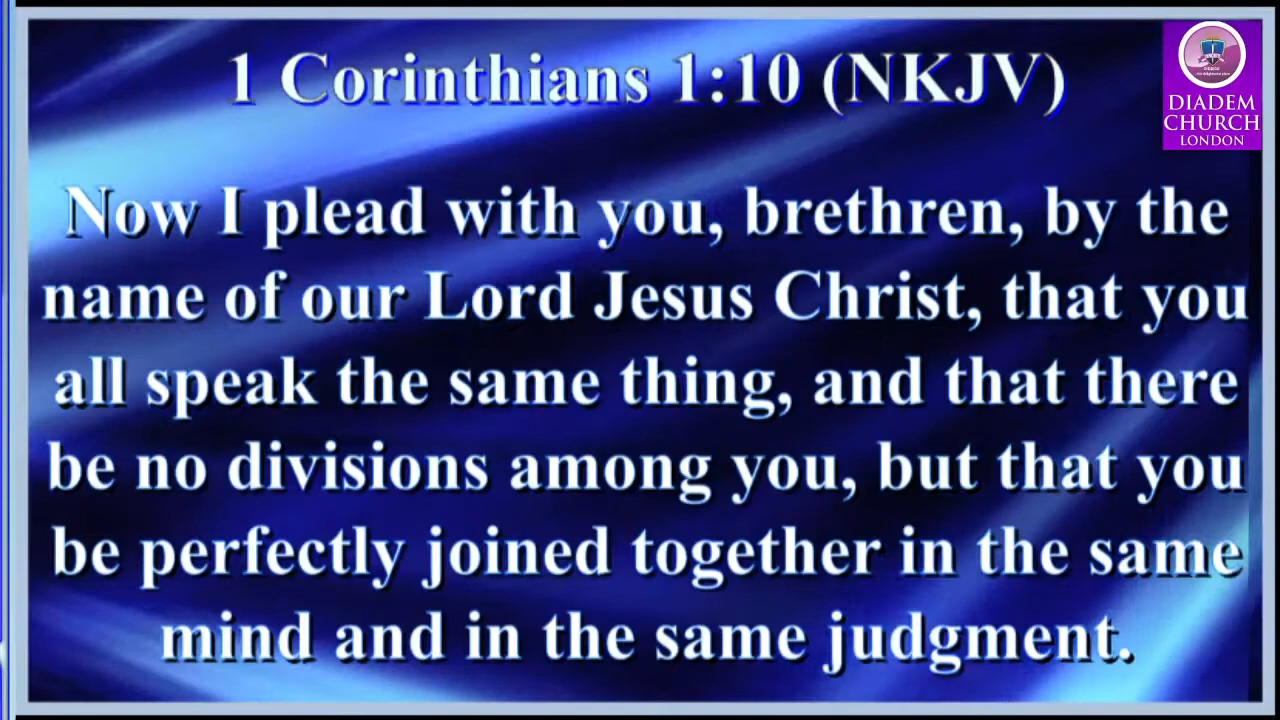 1 Corinthians 1:10 (NKJV)
DIADEM
CHURCH
LONDON
Now I plead with you, brethren, by the
name of our Lord Jesus Christ, that you
all speak the same thing, and that there
be no divisions among you, but that you
be perfectly joined together in the same
mind and in the same judgment.